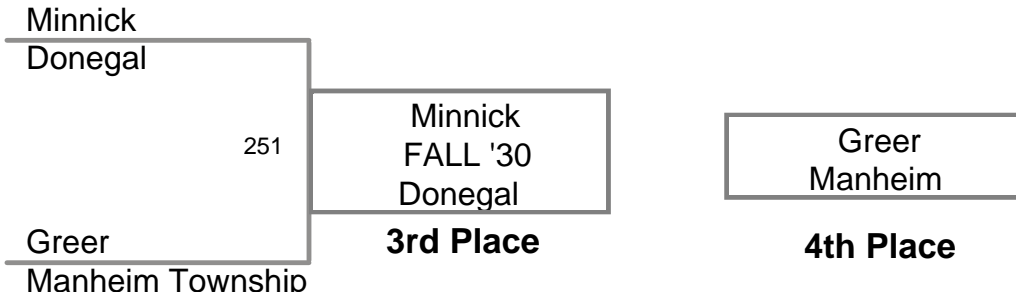 Minnick
Donegal
251
Minnick
FALL '30
Donegal
3rd Place
Greer
Manheim Township
Greer
Manheim
4th Place